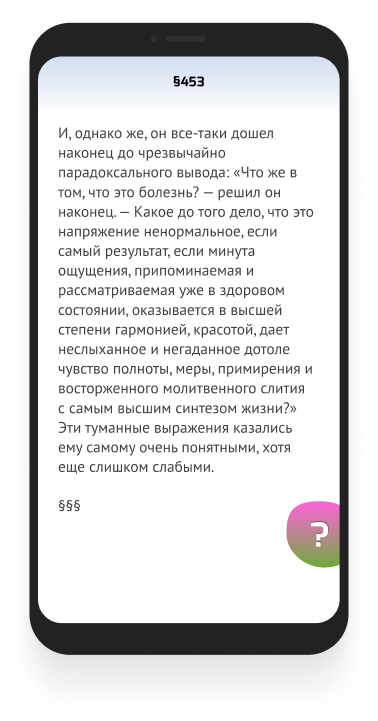 §453
И, однако же, он все-таки дошел
наконец до чрезвычайно
парадоксального вывода: «Что же в
том, что это болезнь? — решил он
наконец. — Какое до того дело, что это
напряжение ненормальное, если
самый результат, если минута
ощущения, припоминаемая и
рассматриваемая уже в здоровом
состоянии, оказывается в высшей
степени гармонией, красотой, дает
неслыханное и негаданное дотоле
чувство полноты, меры, примирения и
восторженного молитвенного слития
с самым высшим синтезом жизни?»
Эти туманные выражения казались
ему самому очень понятными, хотя
еще слишком слабыми.
§§§
?